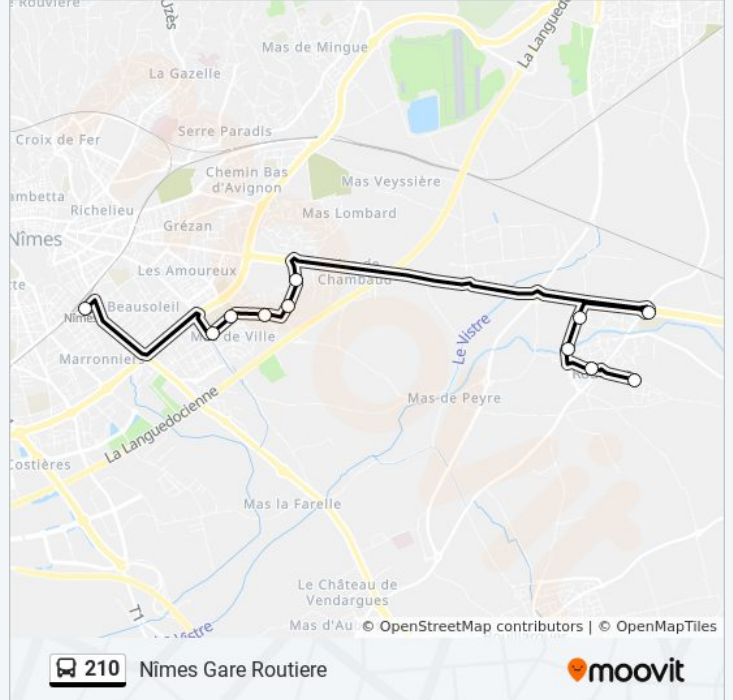 Rouvière
Uzès
Mas de Mingue
La Languedo
La Gazelle
Croix de Fer
Serre Paradis
Chemin Bas
d'Avignon
Mas Veyssière
ambetta
Richelieu
Mas Lombard
Grézan
Nîmes
Les Amoureux
Chambaud
Beausoleil
Nîmes
de Ville
Le Vistre
Marronniers
Mas de Peyre
La Languedocienne
Costières
Mas la Farelle
Le Château de
Vendargues
T1
Mas d'Au
Le Vistre
© OpenStreetMap contributors | © OpenMapTiles
210 Nîmes Gare Routiere
moovit